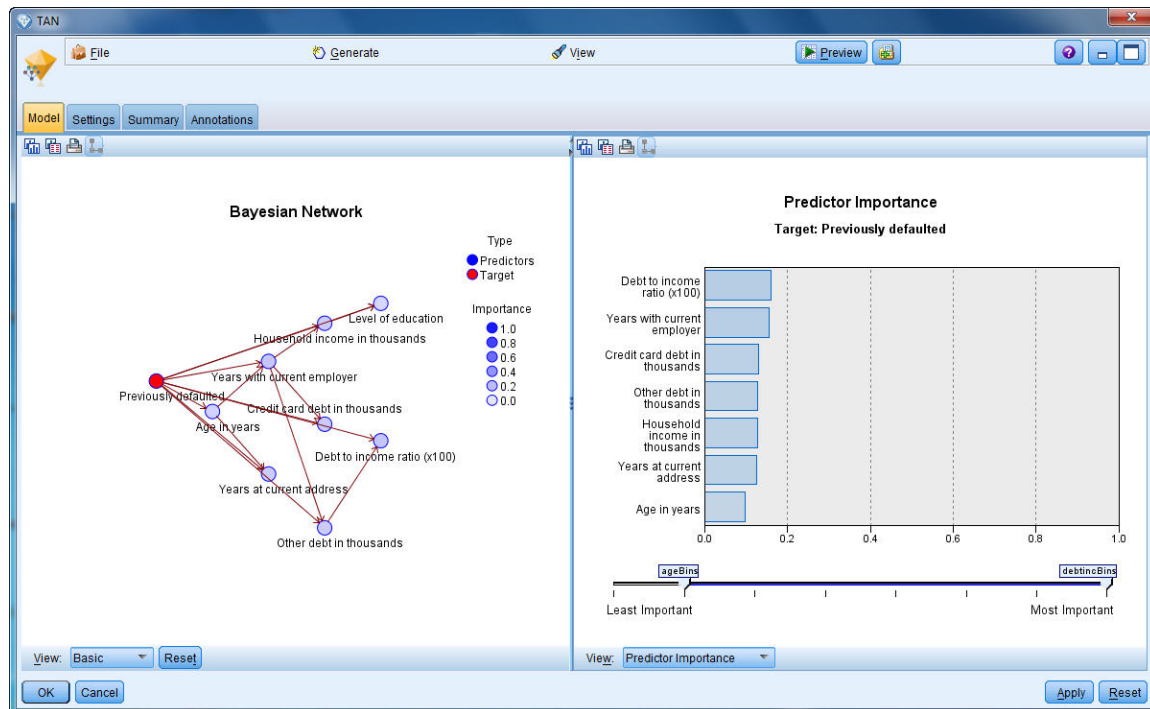 TAN
File
Generate
View
Preview
Model
Settings
Summary
Annotations
Bayesian Network
Type
Predictors
Target
Importance
1.0
0.8
0.6
0.4
0.2
0.0
Level of education
Household income in thousands
Years with current employer
Previously defaulted
Credit card debt in thousands
Age in years
Debt to income ratio (x100)
Years at current address
Other debt in thousands
View:
Basic
Reset
Predictor Importance
Target: Previously defaulted
Debt to income
ratio (x100)
Years with current
employer
Credit card debt in
thousands
Other debt in
thousands
Household
income in
thousands
Years at current
address
Age in years
0.0
0.2
0.4
0.6
0.8
1.0
ageBins
debtincBins
Least Important
Most Important
View:
Predictor Importance
OK
Cancel
Apply
Reset